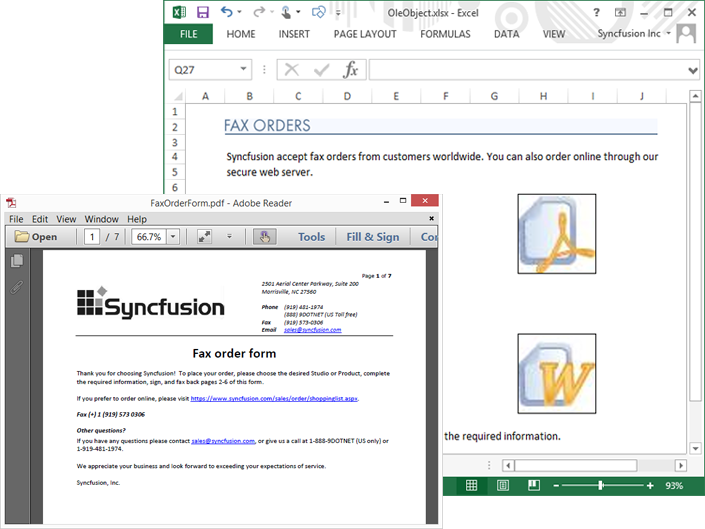 OleObject.xlsx - Excel
?
FILE HOME INSERT PAGE LAYOUT FORMULAS DATA VIEW Syncfusion Inc
Q27 fx
A B C D E F G H I J
1
2 FAX ORDERS
3
4 Syncfusion accept fax orders from customers worldwide. You can also order online through our
5 secure web server.
6
W
the required information.
93%
FaxOrderForm.pdf - Adobe Reader
File Edit View Window Help
Open 1 / 7 66.7% Tools Fill & Sign Co
Page 1 of 7
2501 Aerial Center Parkway, Suite 200
Morrisville, NC 27560
Syncfusion
Phone (919) 481-1974
(888) 9DOTNET (US Toll free)
Fax (919) 573-0306
Email sales@syncfusion.com
Fax order form
Thank you for choosing Syncfusion! To place your order, please choose the desired Studio or Product, complete
the required information, sign, and fax back pages 2-6 of this form.
If you prefer to order online, please visit https://www.syncfusion.com/sales/order/shoppinglist.aspx.
Fax (+) 1 (919) 573 0306
Other questions?
If you have any questions please contact sales@syncfusion.com, or give us a call at 1-888-9DOTNET (US only) or
1-919-481-1974.
We appreciate your business and look forward to exceeding your expectations of service.
Syncfusion, Inc.